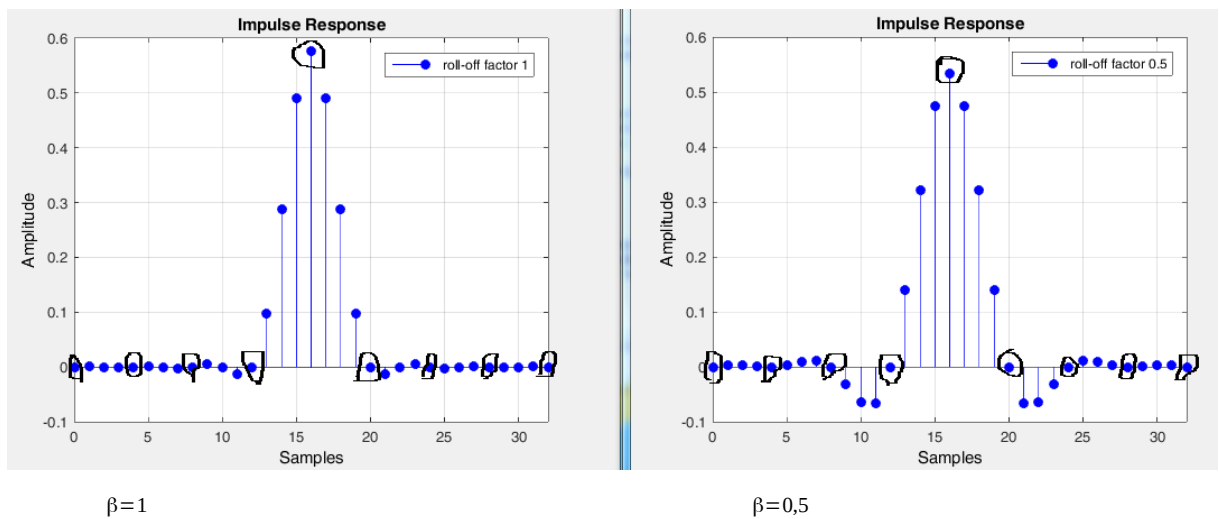 Impulse Response
roll-off factor 1
0.6
0.5
0.4
0.3
0.2
0.1
0
-0.1
Amplitude
0 5 10 15 20 25 30
Samples
Impulse Response
roll-off factor 0.5
0.6
0.5
0.4
0.3
0.2
0.1
0
-0.1
Amplitude
0 5 10 15 20 25 30
Samples
β=1
β=0,5